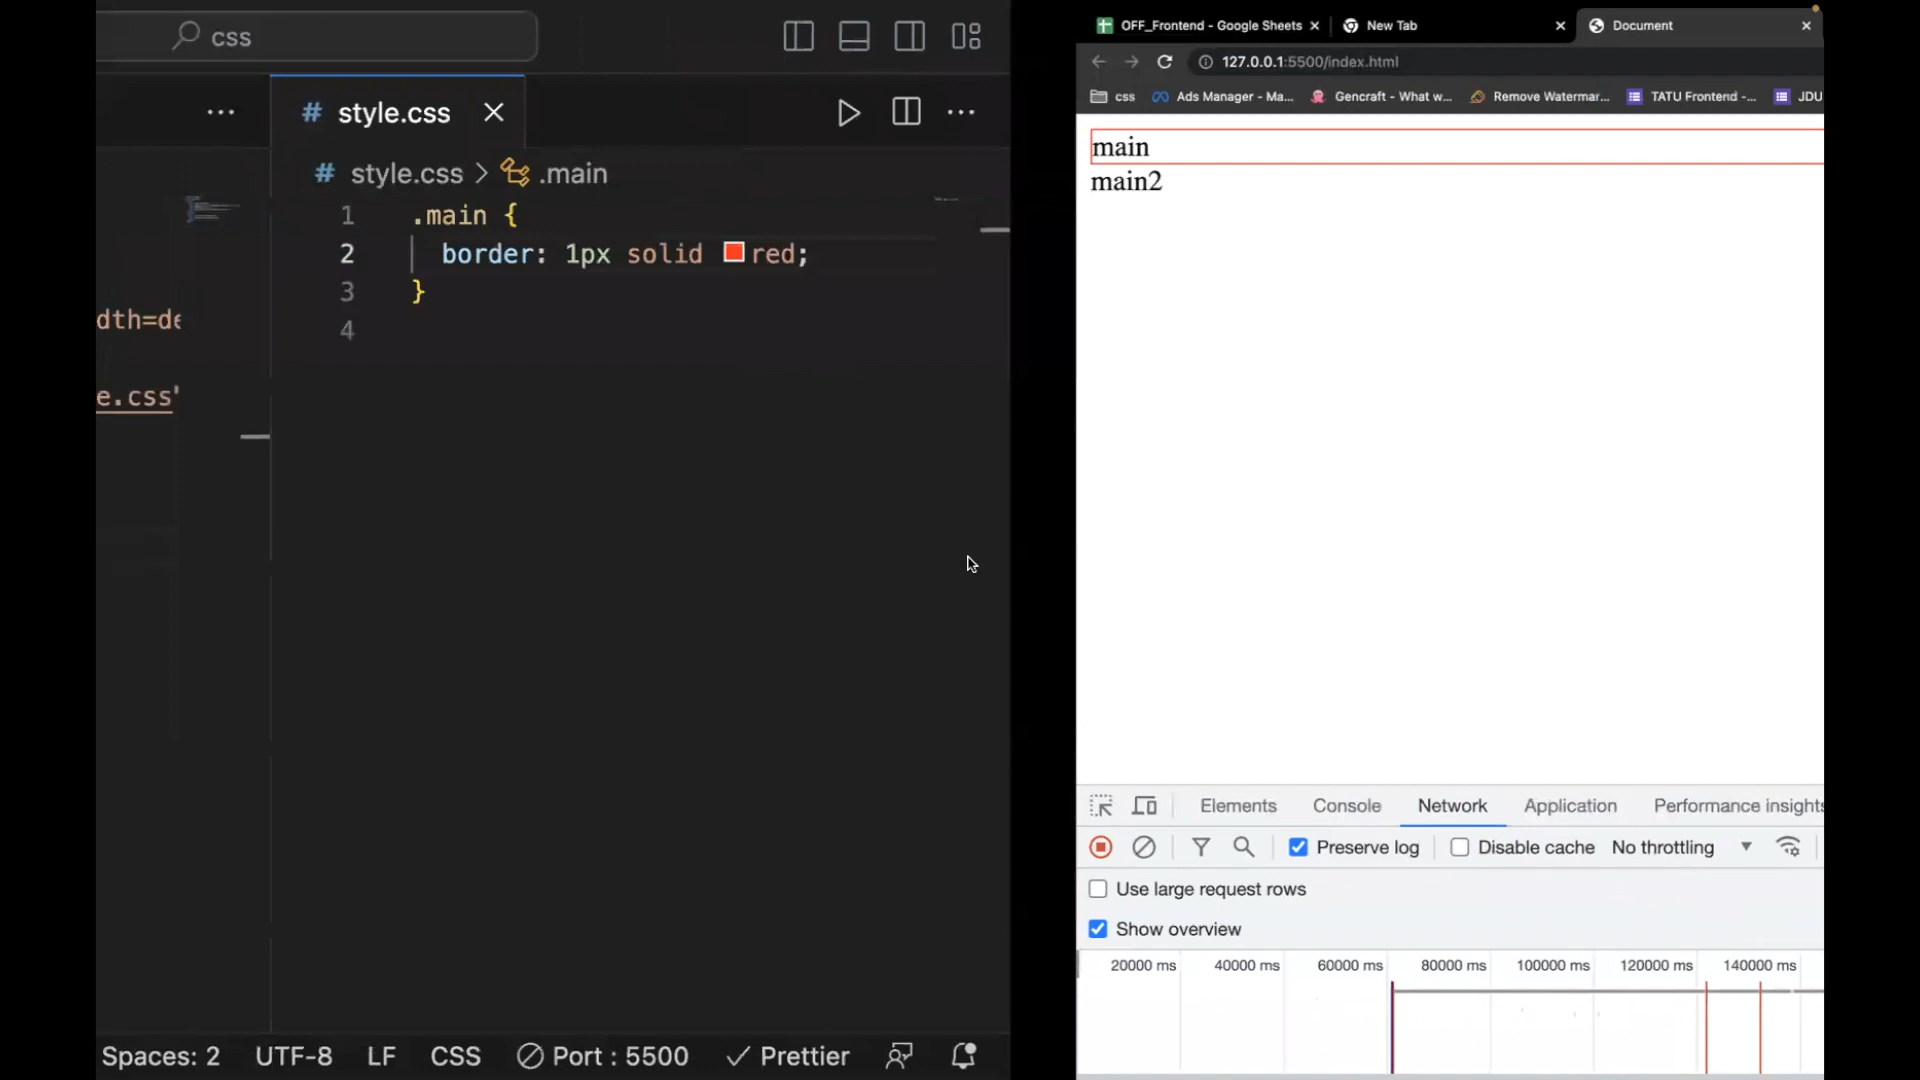 css
style.css
style.css > .main
1 .main {
2 border: 1px solid red;
3 }
4
dth=de
e.css"
Spaces: 2 UTF-8 LF CSS Port : 5500 Prettier
OFF_Frontend - Google Sheets New Tab Document
127.0.0.1:5500/index.html
css Ads Manager - Ma... Gencraft - What w... Remove Watermar... TATU Frontend -... JDU
main
main2
Elements Console Network Application Performance insights
Preserve log Disable cache No throttling
Use large request rows
Show overview
20000 ms 40000 ms 60000 ms 80000 ms 100000 ms 120000 ms 140000 ms